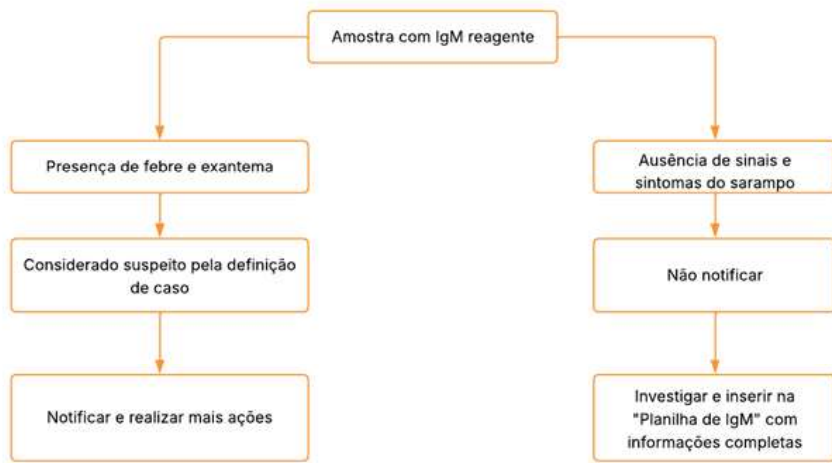 Amostra com IgM reagente
Presença de febre e exantema
Ausência de sinais e
sintomas do sarampo
Considerado suspeito pela definição
de caso
Não notificar
Notificar e realizar mais ações
Investigar e inserir na
"Planilha de IgM" com
informações completas